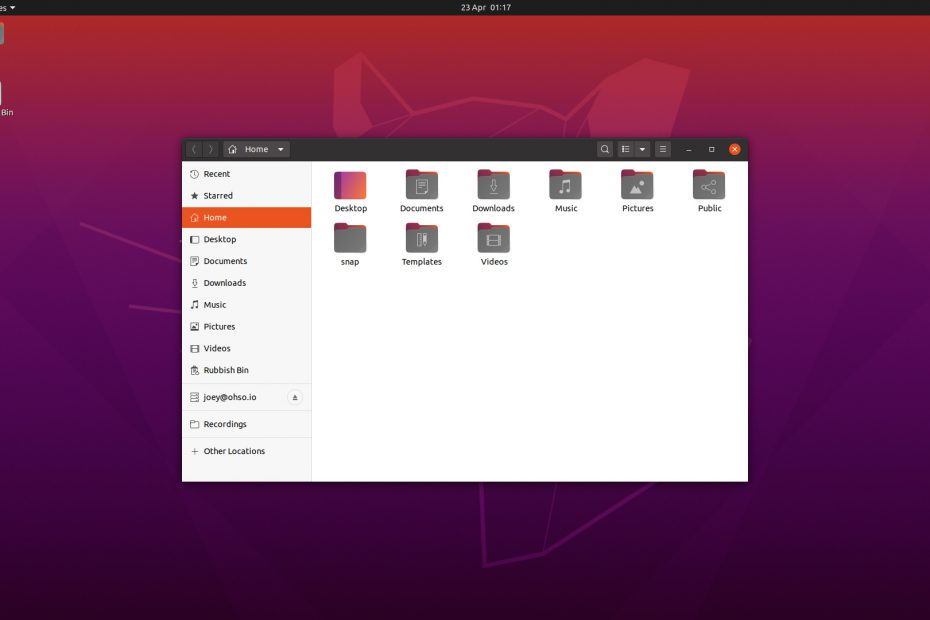 es
23 Apr 01:17
Bin
Home
Recent
Starred
Home
Desktop
Documents
Downloads
Music
Pictures
Videos
Rubbish Bin
joey@ohso.io
Recordings
Other Locations
Desktop
Documents
Downloads
Music
Pictures
Public
snap
Templates
Videos